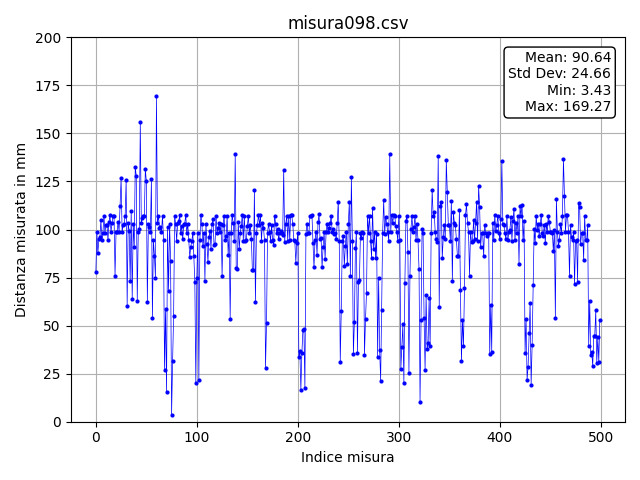 misura098.csv
Mean: 90.64
Std Dev: 24.66
Min: 3.43
Max: 169.27
Distanza misurata in mm
200
175
150
125
100
75
50
25
0
0 100 200 300 400 500
Indice misura